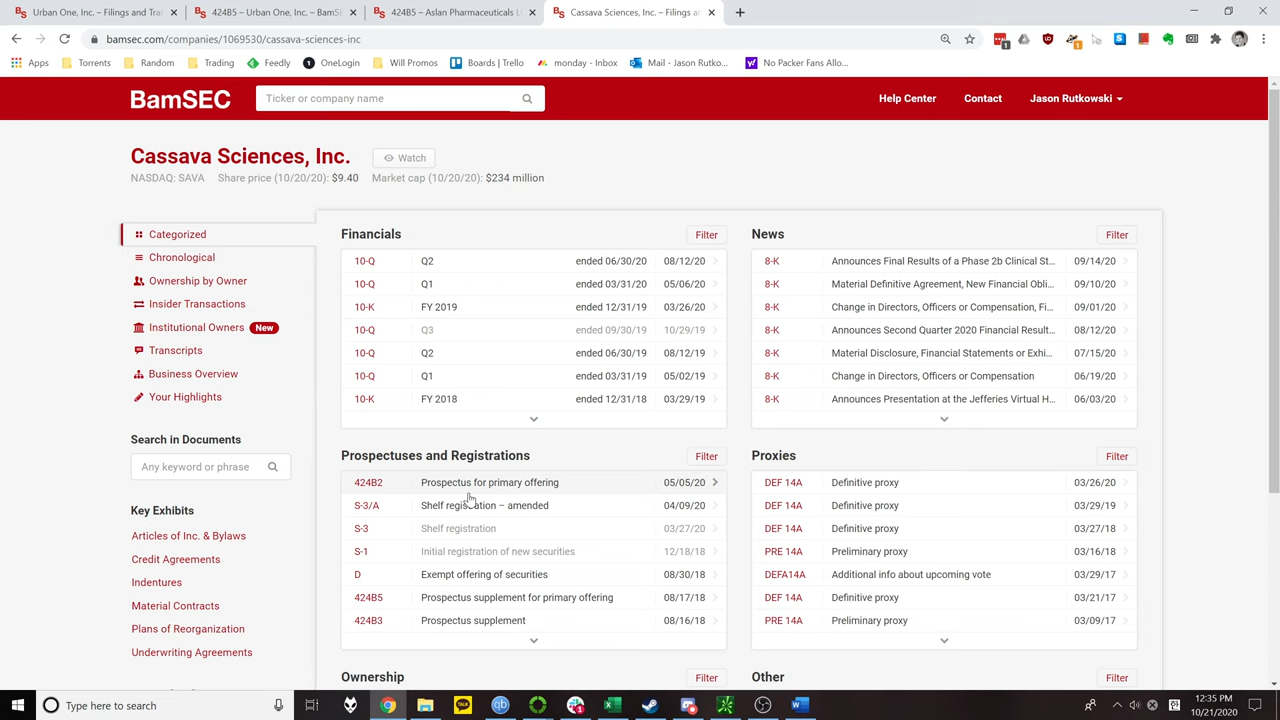 Urban One, Inc. – Filings and Tra
424B5 – Urban One, Inc. – BamSE
424B5 – Aslan Pharmaceuticals L
Cassava Sciences, Inc. – Filings a
bamsec.com/companies/1069530/cassava-sciences-inc
Apps
Torrents
Random
Trading
Feedly
OneLogin
Will Promos
Boards | Trello
monday - Inbox
Mail - Jason Rutko...
No Packer Fans Allo...
BamSEC
Ticker or company name
Help Center
Contact
Jason Rutkowski
Cassava Sciences, Inc.
Watch
NASDAQ: SAVA Share price (10/20/20): $9.40 Market cap (10/20/20): $234 million
Categorized
Chronological
Ownership by Owner
Insider Transactions
Institutional Owners New
Transcripts
Business Overview
Your Highlights
Search in Documents
Any keyword or phrase
Key Exhibits
Articles of Inc. & Bylaws
Credit Agreements
Indentures
Material Contracts
Plans of Reorganization
Underwriting Agreements
Financials Filter
10-Q Q2 ended 06/30/20 08/12/20
10-Q Q1 ended 03/31/20 05/06/20
10-K FY 2019 ended 12/31/19 03/26/20
10-Q Q3 ended 09/30/19 10/29/19
10-Q Q2 ended 06/30/19 08/12/19
10-Q Q1 ended 03/31/19 05/02/19
10-K FY 2018 ended 12/31/18 03/29/19
News Filter
8-K Announces Final Results of a Phase 2b Clinical St... 09/14/20
8-K Material Definitive Agreement, New Financial Obli... 09/10/20
8-K Change in Directors, Officers or Compensation, Fi... 09/01/20
8-K Announces Second Quarter 2020 Financial Result... 08/12/20
8-K Material Disclosure, Financial Statements or Exhi... 07/15/20
8-K Change in Directors, Officers or Compensation 06/19/20
8-K Announces Presentation at the Jefferies Virtual H... 06/03/20
Prospectuses and Registrations Filter
424B2 Prospectus for primary offering 05/05/20
S-3/A Shelf registration – amended 04/09/20
S-3 Shelf registration 03/27/20
S-1 Initial registration of new securities 12/18/18
D Exempt offering of securities 08/30/18
424B5 Prospectus supplement for primary offering 08/17/18
424B3 Prospectus supplement 08/16/18
Proxies Filter
DEF 14A Definitive proxy 03/26/20
DEF 14A Definitive proxy 03/29/19
DEF 14A Definitive proxy 03/27/18
PRE 14A Preliminary proxy 03/16/18
DEFA14A Additional info about upcoming vote 03/29/17
DEF 14A Definitive proxy 03/21/17
PRE 14A Preliminary proxy 03/09/17
Ownership Filter
Other Filter
Type here to search
12:35 PM
10/21/2020